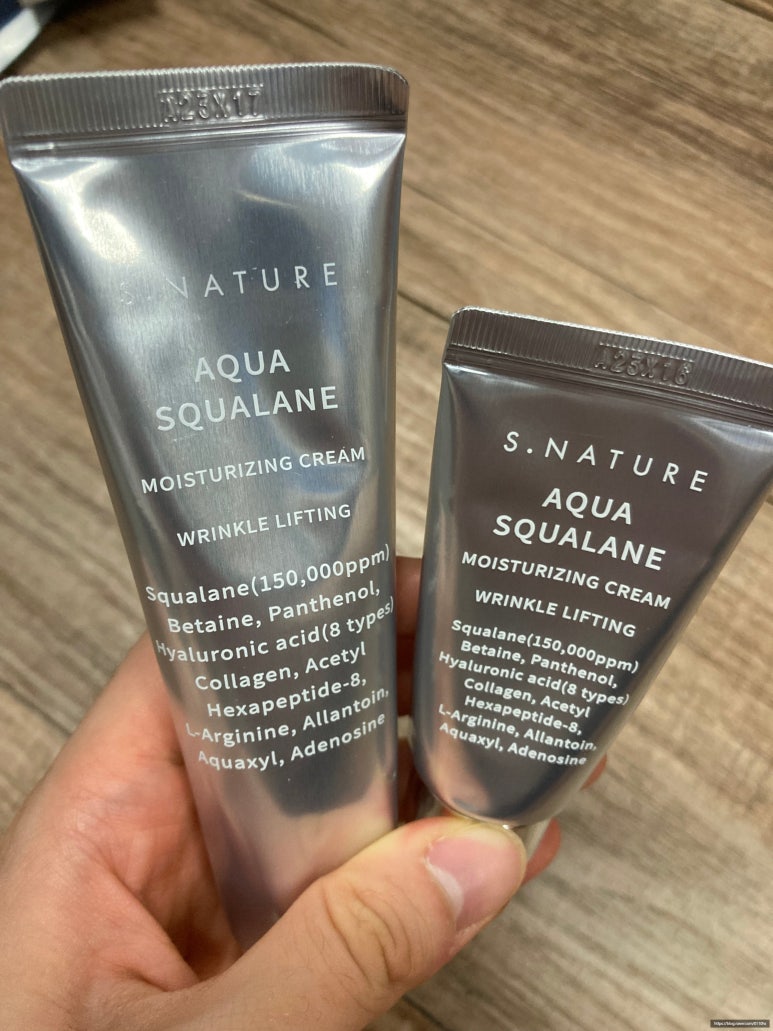 A25X17
S.NATURE
AQUA
SQUALANE
MOISTURIZING CREAM
WRINKLE LIFTING
Squalane(150,000ppm)
Betaine, Panthenol,
Hyaluronic acid(8 types)
Collagen, Acetyl
Hexapeptide-8,
L-Arginine, Allantoin,
Aquaxyl, Adenosine
A25X16
S.NATURE
AQUA
SQUALANE
MOISTURIZING CREAM
WRINKLE LIFTING
Squalane(150,000ppm)
Betaine, Panthenol,
Hyaluronic acid(8 types)
Collagen, Acetyl
Hexapeptide-8,
L-Arginine, Allantoin,
Aquaxyl, Adenosine